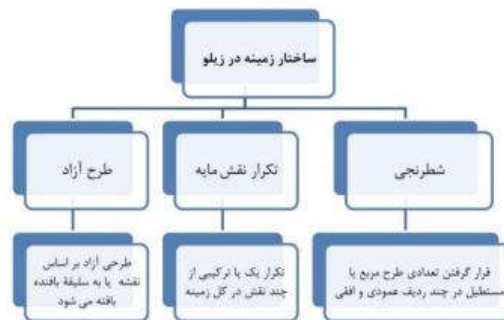 ساختار زمینه در زیلو
شطرنجی
تکرار نقش مایه
طرح آزاد
قرار گرفتن تعدادی طرح مربع یا
مستطیل در چند ردیف عمودی و افقی
تکرار یک یا ترکیبی از
چند نقش در کل زمینه
طرحی آزاد بر اساس
نقشه یا به سلیقهٔ بافنده
بافته می شود